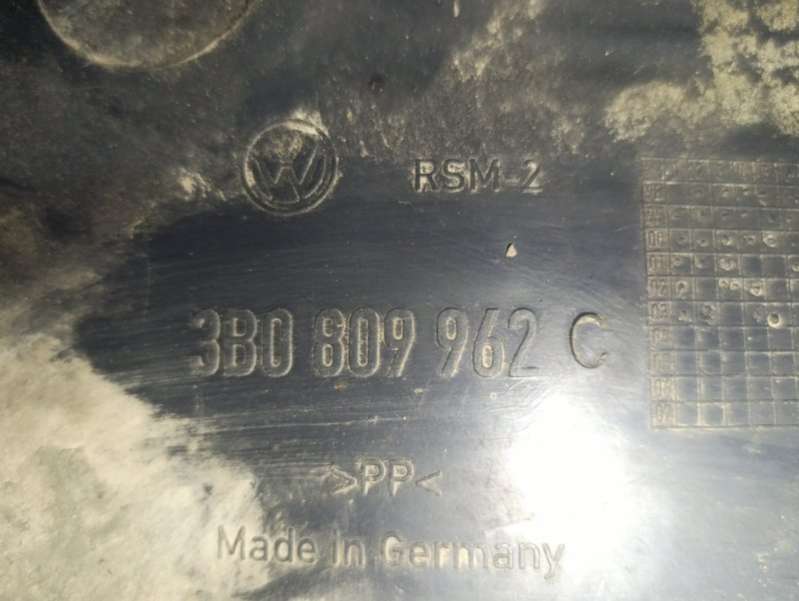 RSM-2
3B0 809 962 C
>PP<
Made in Germany